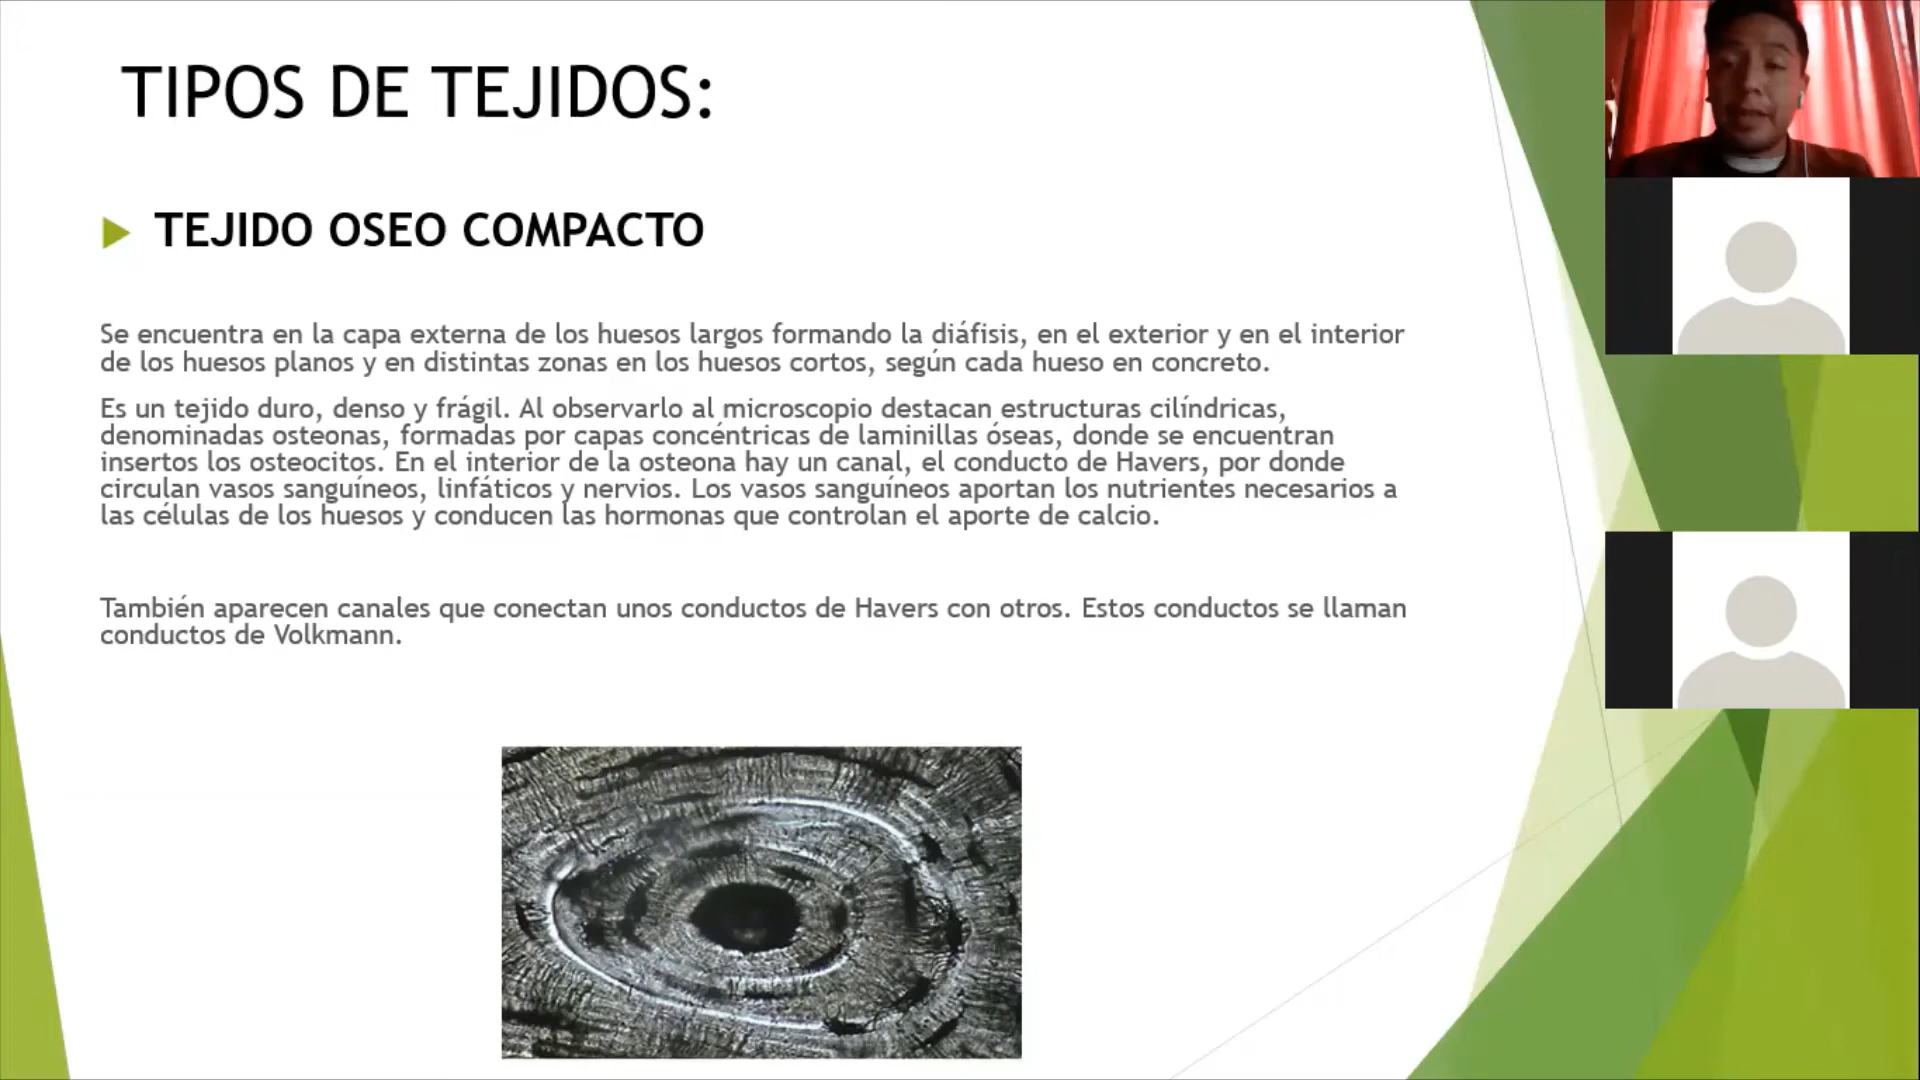 TIPOS DE TEJIDOS:
TEJIDO OSEO COMPACTO
Se encuentra en la capa externa de los huesos largos formando la diáfisis, en el exterior y en el interior
de los huesos planos y en distintas zonas en los huesos cortos, según cada hueso en concreto.
Es un tejido duro, denso y frágil. Al observarlo al microscopio destacan estructuras cilíndricas,
denominadas osteonas, formadas por capas concéntricas de laminillas óseas, donde se encuentran
insertos los osteocitos. En el interior de la osteona hay un canal, el conducto de Havers, por donde
circulan vasos sanguíneos, linfáticos y nervios. Los vasos sanguíneos aportan los nutrientes necesarios a
las células de los huesos y conducen las hormonas que controlan el aporte de calcio.
También aparecen canales que conectan unos conductos de Havers con otros. Estos conductos se llaman
conductos de Volkmann.